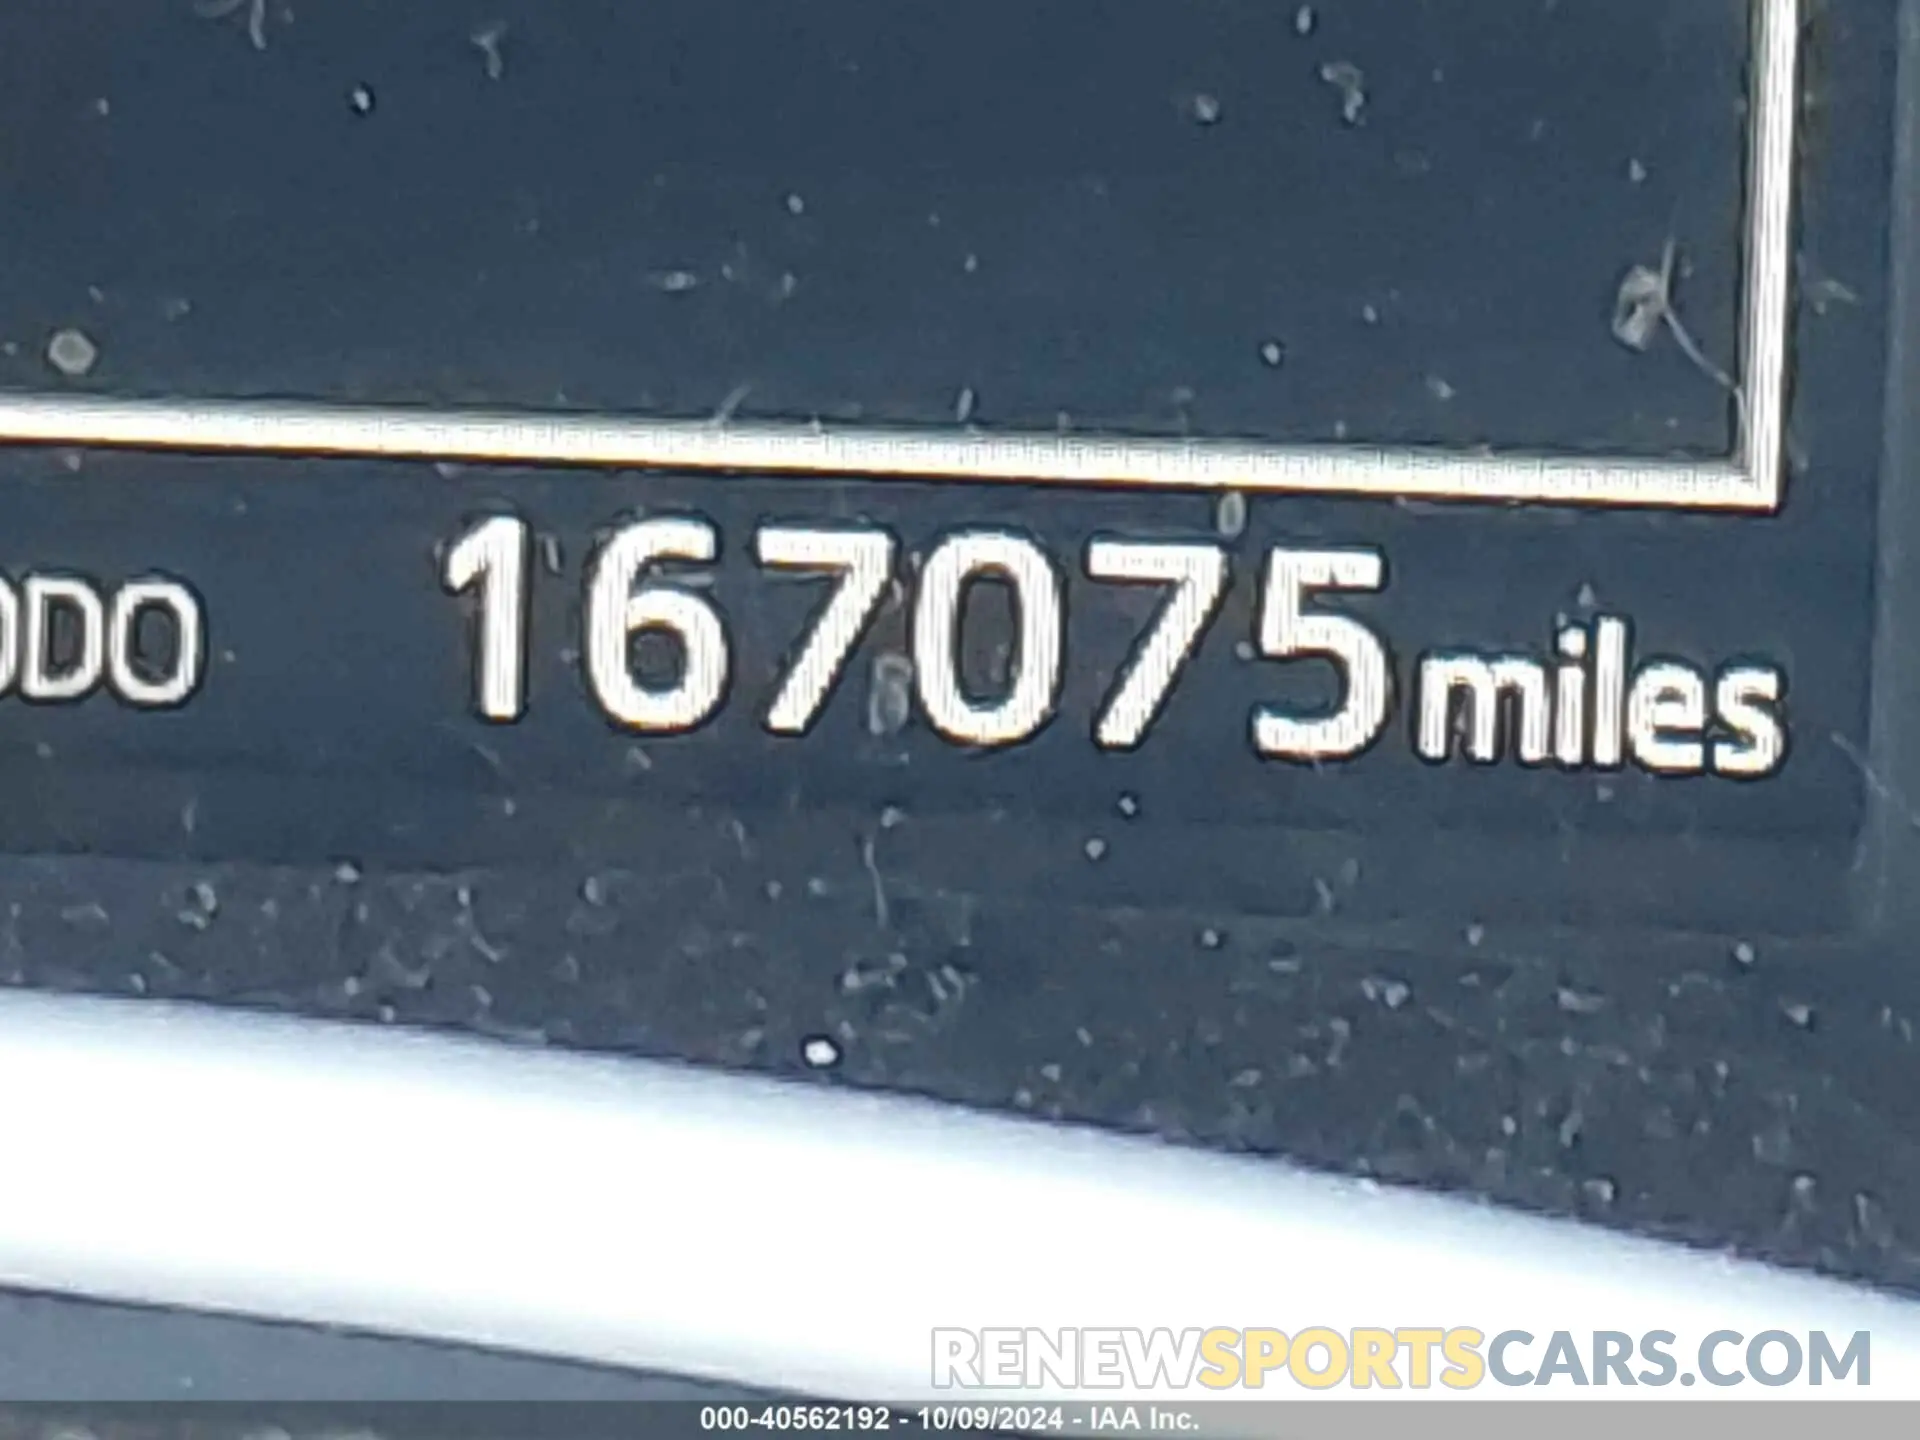 ODO 167075 miles
RENEWSPORTSCARS.COM
000-40562192 - 10/09/2024 - IAA Inc.